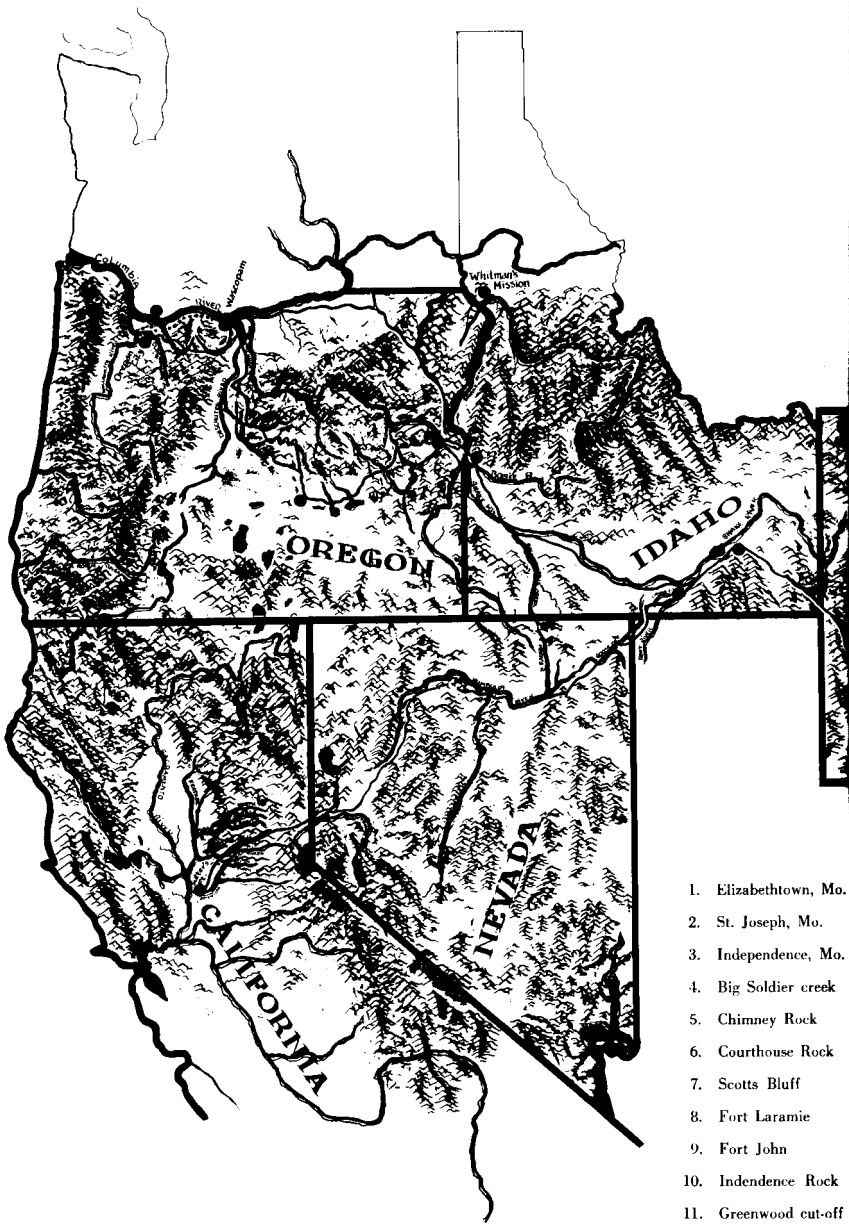 Columbia
River
Wascopam
Whitman's
Mission
OREGON
IDAHO
CALIFORNIA
NEVADA
1. Elizabethtown, Mo.
2. St. Joseph, Mo.
3. Independence, Mo.
4. Big Soldier creek
5. Chimney Rock
6. Courthouse Rock
7. Scotts Bluff
8. Fort Laramie
9. Fort John
10. Indendence Rock
11. Greenwood cut-off